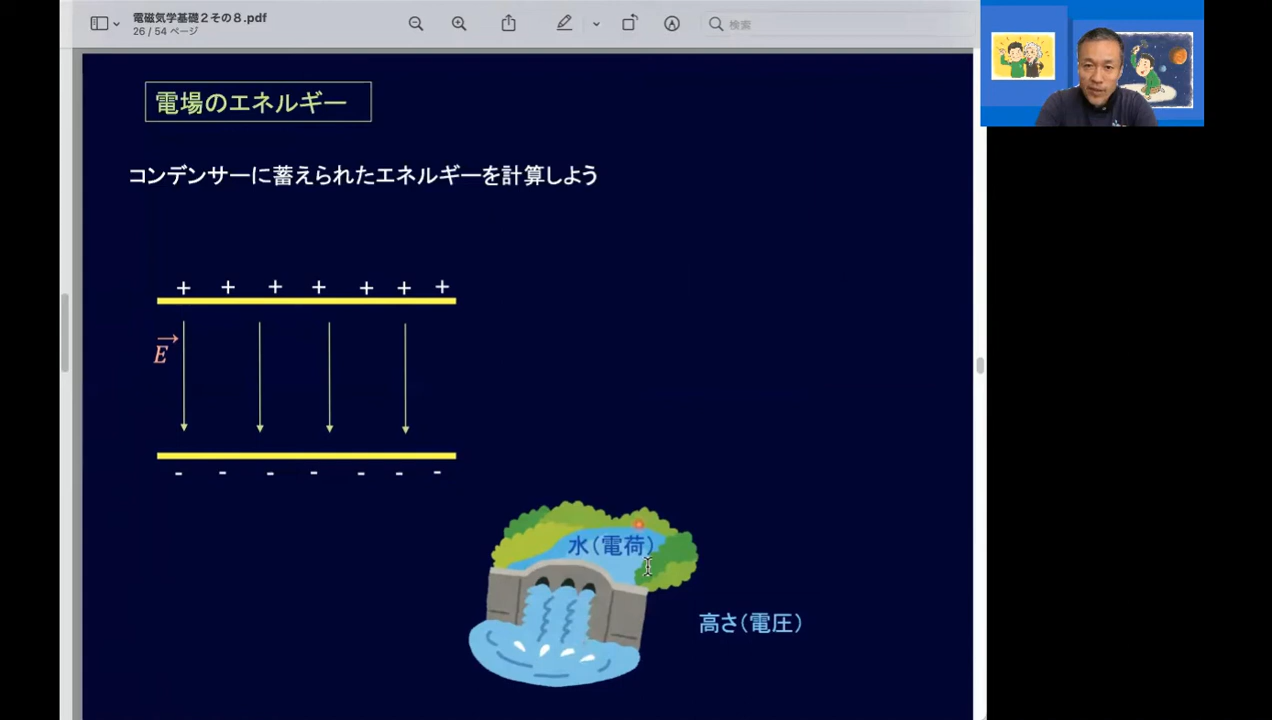 電磁気学基礎２その８.pdf
26 / 54 ページ
検索
電場のエネルギー
コンデンサーに蓄えられたエネルギーを計算しよう
+ + + + + + +
E
- - - - - - -
水(電荷)
高さ(電圧)